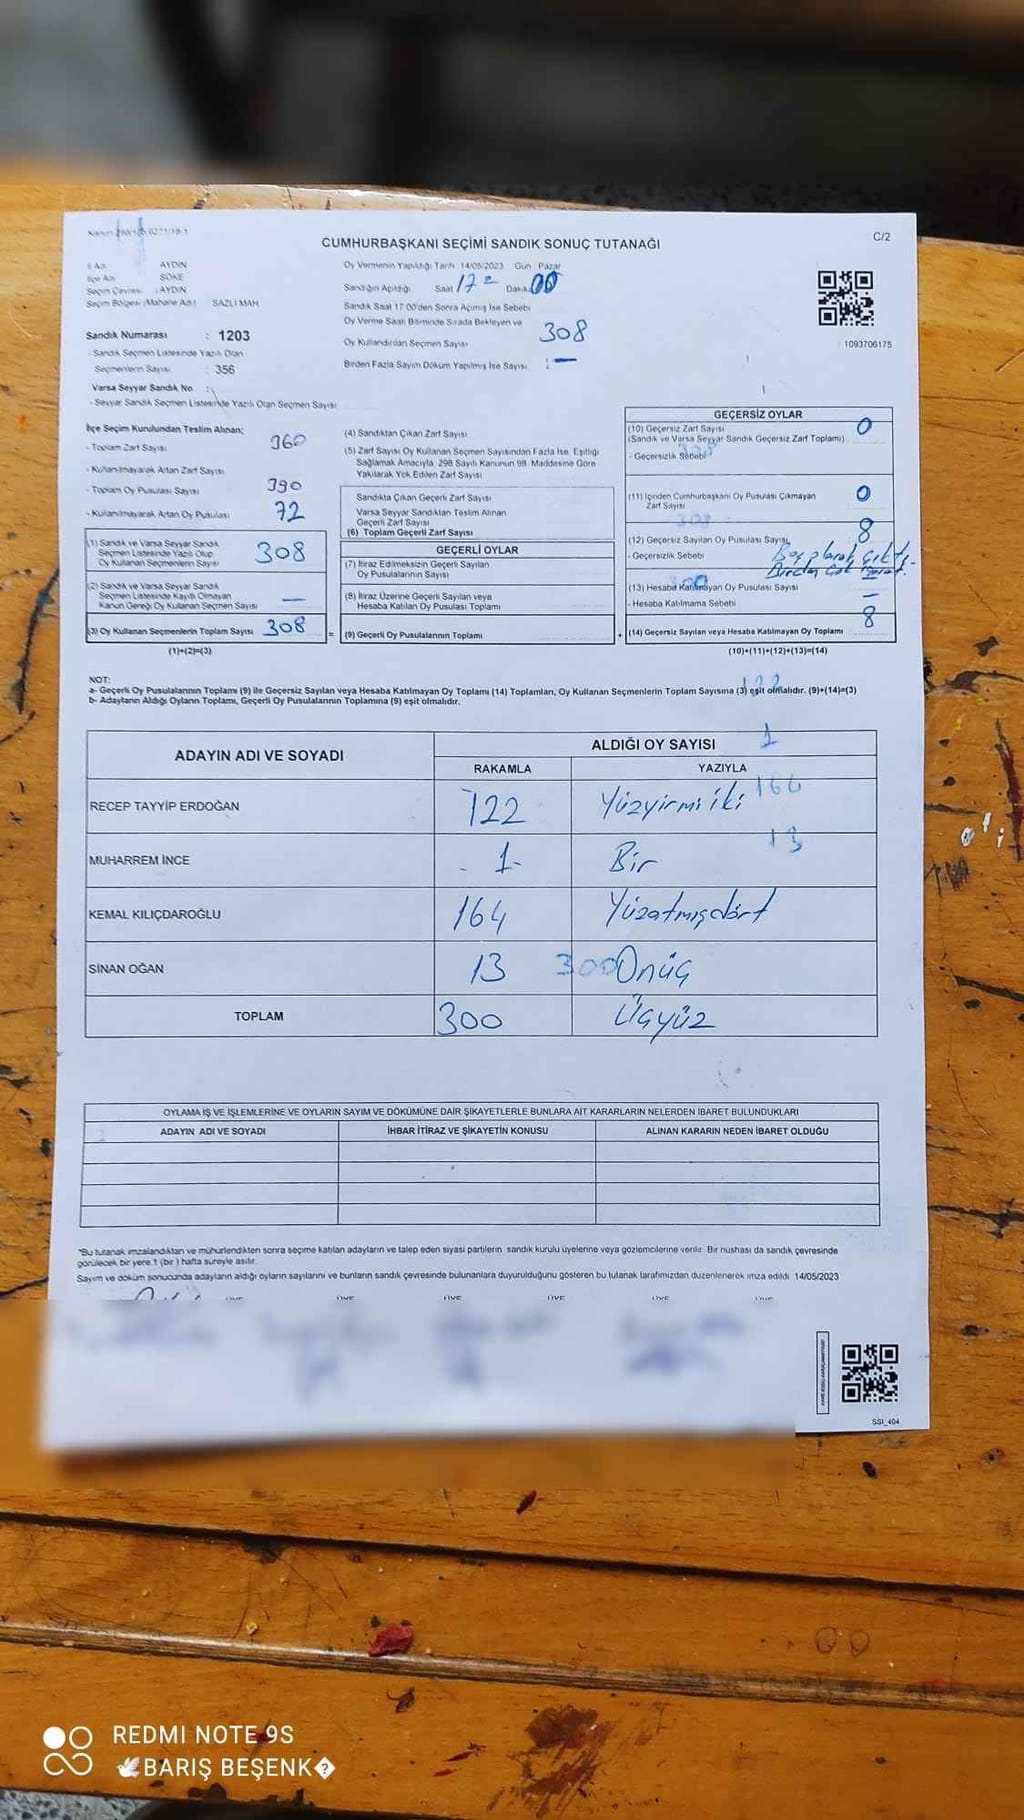 CUMHURBAŞKANI SEÇİMİ SANDIK SONUÇ TUTANAĞI
C/2
İl Adı : AYDIN
İlçe Adı : SÖKE
Seçim Çevresi : AYDIN
Seçim Bölgesi (Mahalle Adı) SAZLI MAH.
Sandık Numarası : 1203
- Sandık Seçmen Listesinde Yazılı Olan
Seçmenlerin Sayısı : 356
Varsa Seyyar Sandık No :
- Seyyar Sandık Seçmen Listesinde Yazılı Olan Seçmen Sayısı
Oy Vermenin Yapıldığı Tarih 14/05/2023 Gün Pazar
Sandığın Açıldığı Saat 17 Dakika 00
Sandık Saat 17.00'den Sonra Açılmış İse Sebebi
Oy Verme Saati Bitiminde Sırada Bekleyen ve
Oy Kullandırılan Seçmen Sayısı 308
Birden Fazla Sayım Döküm Yapılmış İse Sayısı : -
1093706175
İlçe Seçim Kurulundan Teslim Alınan;
- Toplam Zarf Sayısı 360
- Kullanılmayarak Artan Zarf Sayısı
- Toplam Oy Pusulası Sayısı 390
- Kullanılmayarak Artan Oy Pusulası 72
(1) Sandık ve Varsa Seyyar Sandık
Seçmen Listesinde Yazılı Olup
Oy Kullanan Seçmenlerin Sayısı 308
(2) Sandık ve Varsa Seyyar Sandık
Seçmen Listesinde Kayıtlı Olmayan
Kanun Gereği Oy Kullanan Seçmen Sayısı -
(3) Oy Kullanan Seçmenlerin Toplam Sayısı 308
(1)+(2)=(3)
(4) Sandıktan Çıkan Zarf Sayısı
(5) Zarf Sayısı Oy Kullanan Seçmen Sayısından Fazla İse, Eşitliği
Sağlamak Amacıyla, 298 Sayılı Kanunun 98. Maddesine Göre
Yakılarak Yok Edilen Zarf Sayısı
Sandıkta Çıkan Geçerli Zarf Sayısı
Varsa Seyyar Sandıktan Teslim Alınan
Geçerli Zarf Sayısı
(6) Toplam Geçerli Zarf Sayısı
GEÇERLİ OYLAR
(7) İtiraz Edilmeksizin Geçerli Sayılan
Oy Pusulalarının Sayısı
(8) İtiraz Üzerine Geçerli Sayılan veya
Hesaba Katılan Oy Pusulası Toplamı
= (9) Geçerli Oy Pusulalarının Toplamı
GEÇERSİZ OYLAR
(10) Geçersiz Zarf Sayısı 0
(Sandık ve Varsa Seyyar Sandık Geçersiz Zarf Toplamı)
- Geçersizlik Sebebi
(11) İçinden Cumhurbaşkanı Oy Pusulası Çıkmayan
Zarf Sayısı 0
308
(12) Geçersiz Sayılan Oy Pusulası Sayısı 8
- Geçersizlik Sebebi Boş olarak çıktı
Birden çok
(13) Hesaba Katılmayan Oy Pusulası Sayısı -
300
- Hesaba Katılmama Sebebi
+ (14) Geçersiz Sayılan veya Hesaba Katılmayan Oy Toplamı 8
(10)+(11)+(12)+(13)=(14)
NOT:
a- Geçerli Oy Pusulalarının Toplamı (9) ile Geçersiz Sayılan veya Hesaba Katılmayan Oy Toplamı (14) Toplamları, Oy Kullanan Seçmenlerin Toplam Sayısına (3) eşit olmalıdır. (9)+(14)=(3)
b- Adayların Aldığı Oyların Toplamı, Geçerli Oy Pusulalarının Toplamına (9) eşit olmalıdır.
122
ADAYIN ADI VE SOYADI ALDIĞI OY SAYISI 1
RAKAMLA YAZIYLA
RECEP TAYYİP ERDOĞAN 122 Yüzyirmiiki 164
13
MUHARREM İNCE - 1 - Bir
KEMAL KILIÇDAROĞLU 164 Yüzatmışdört
SİNAN OĞAN 13 300 Onüç
TOPLAM 300 Üçyüz
OYLAMA İŞ VE İŞLEMLERİNE VE OYLARIN SAYIM VE DÖKÜMÜNE DAİR ŞİKAYETLERLE BUNLARA AİT KARARLARIN NELERDEN İBARET BULUNDUKLARI
ADAYIN ADI VE SOYADI İHBAR İTİRAZ VE ŞİKAYETİN KONUSU ALINAN KARARIN NEDEN İBARET OLDUĞU
*Bu tutanak imzalandıktan ve mühürlendikten sonra seçime katılan adayların ve talep eden siyasi partilerin sandık kurulu üyelerine veya gözlemcilerine verilir. Bir nüshası da sandık çevresinde
görülecek bir yere 1 (bir) hafta süreyle asılır.
Sayım ve döküm sonucunda adayların aldığı oyların sayılarını ve bunların sandık çevresinde bulunanlara duyurulduğunu gösteren bu tutanak tarafımızdan düzenlenerek imza edildi. 14/05/2023
ÜYE ÜYE ÜYE ÜYE ÜYE ÜYE
SSI_404
REDMI NOTE 9S
BARIŞ BEŞENK